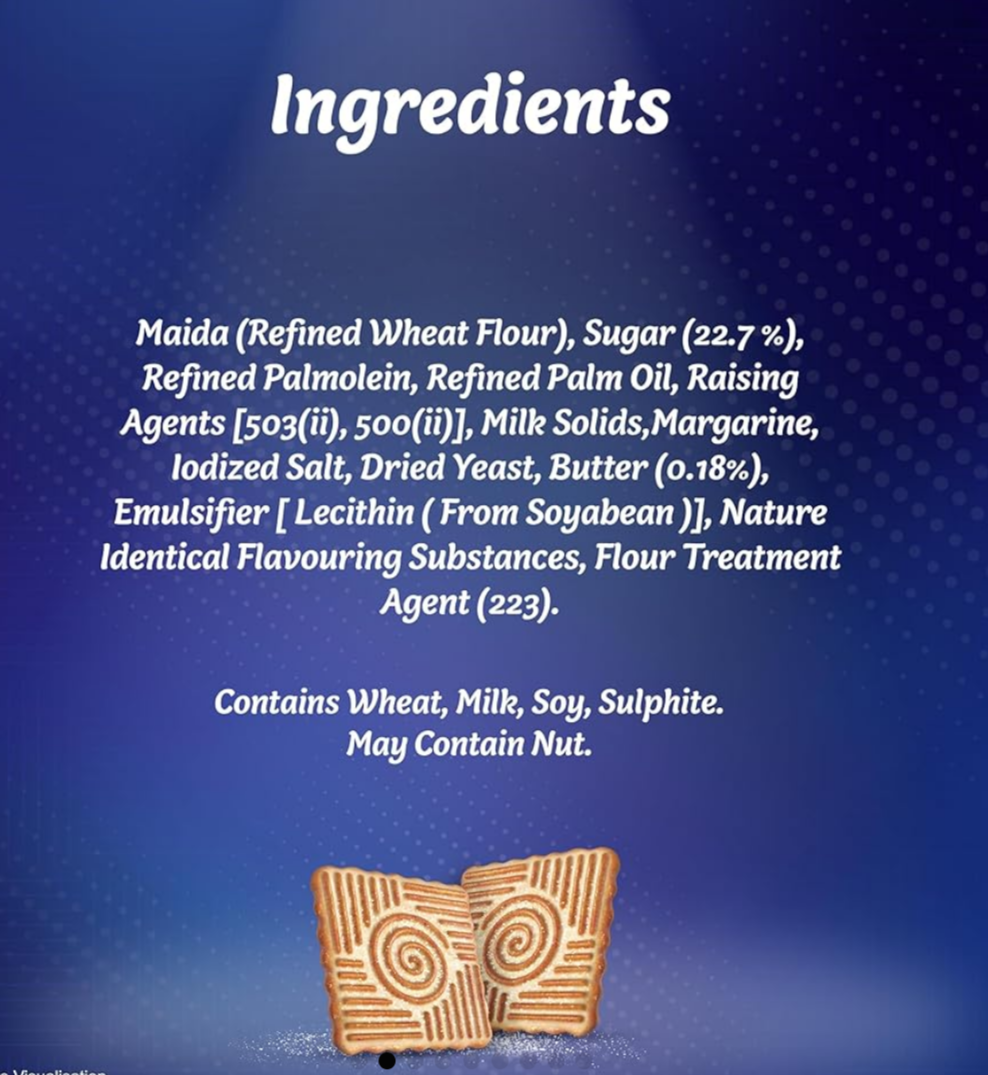 Ingredients
Maida (Refined Wheat Flour), Sugar (22.7 %),
Refined Palmolein, Refined Palm Oil, Raising
Agents [503(ii), 500(ii)], Milk Solids,Margarine,
Iodized Salt, Dried Yeast, Butter (0.18%),
Emulsifier [ Lecithin ( From Soyabean )], Nature
Identical Flavouring Substances, Flour Treatment
Agent (223).
Contains Wheat, Milk, Soy, Sulphite.
May Contain Nut.